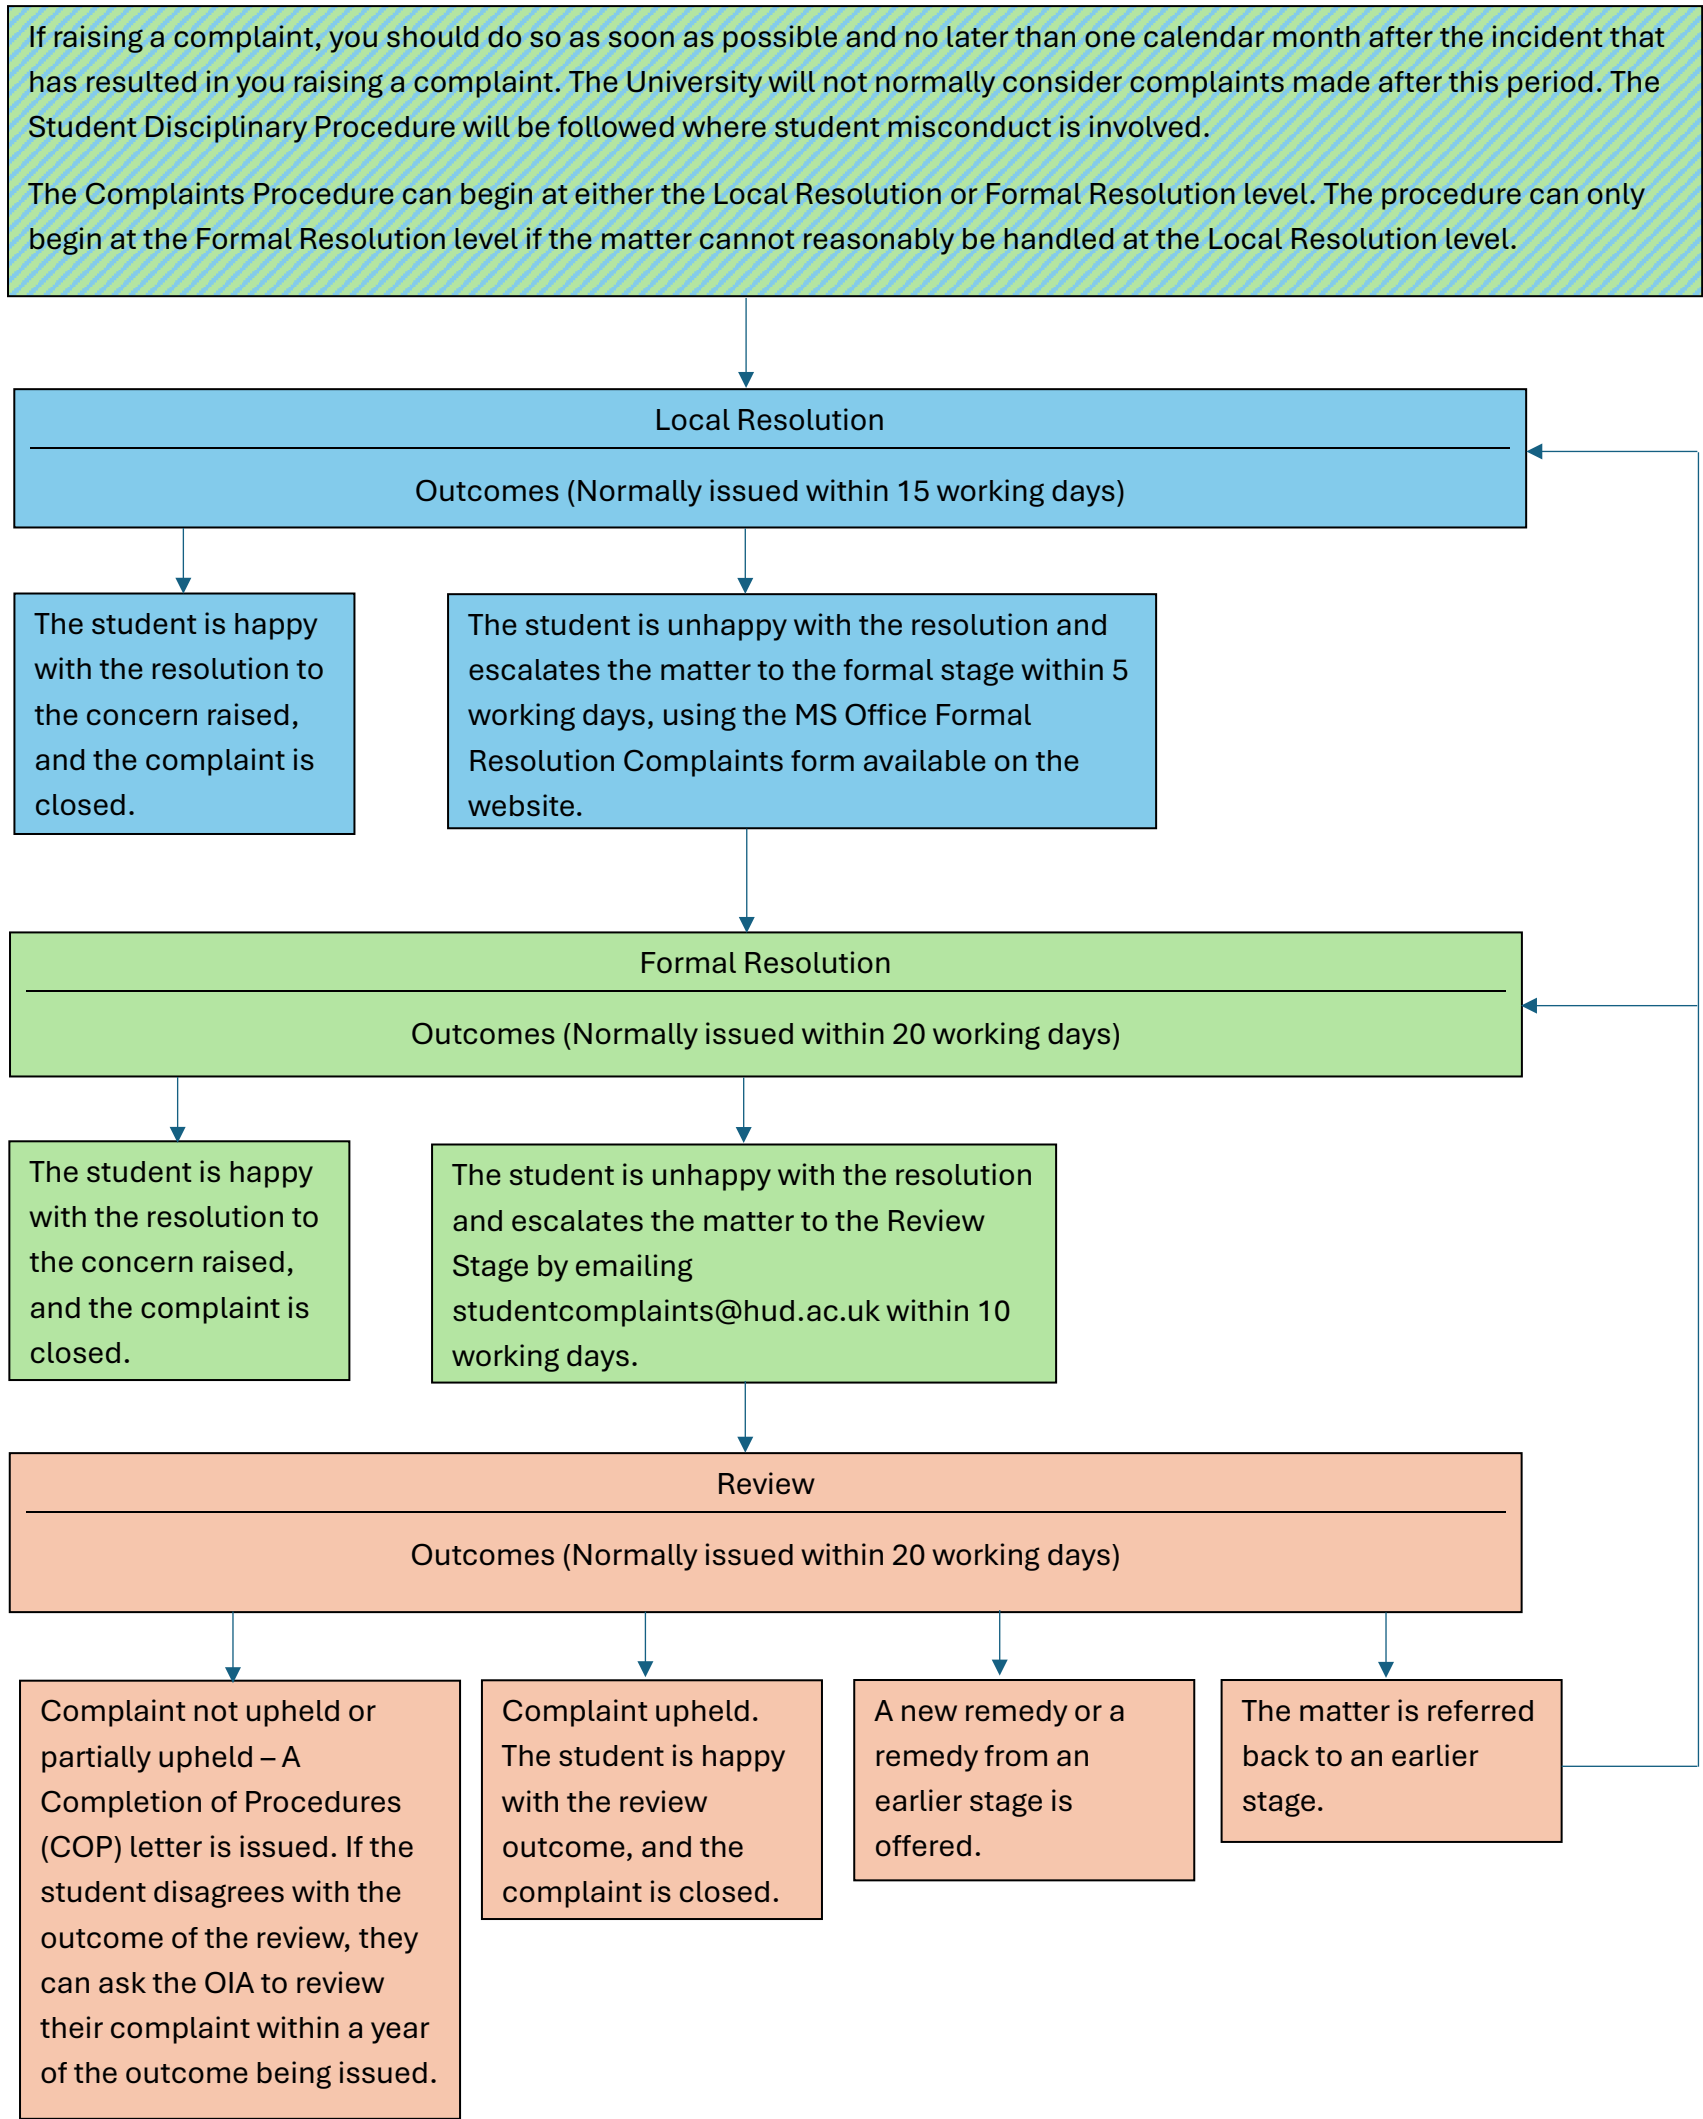 If raising a complaint, you should do so as soon as possible and no later than one calendar month after the incident that
has resulted in you raising a complaint. The University will not normally consider complaints made after this period. The
Student Disciplinary Procedure will be followed where student misconduct is involved.
The Complaints Procedure can begin at either the Local Resolution or Formal Resolution level. The procedure can only
begin at the Formal Resolution level if the matter cannot reasonably be handled at the Local Resolution level.
Local Resolution
Outcomes (Normally issued within 15 working days)
The student is happy
with the resolution to
the concern raised,
and the complaint is
closed.
The student is unhappy with the resolution and
escalates the matter to the formal stage within 5
working days, using the MS Office Formal
Resolution Complaints form available on the
website.
Formal Resolution
Outcomes (Normally issued within 20 working days)
The student is happy
with the resolution to
the concern raised,
and the complaint is
closed.
The student is unhappy with the resolution
and escalates the matter to the Review
Stage by emailing
studentcomplaints@hud.ac.uk within 10
working days.
Review
Outcomes (Normally issued within 20 working days)
Complaint not upheld or
partially upheld – A
Completion of Procedures
(COP) letter is issued. If the
student disagrees with the
outcome of the review, they
can ask the OIA to review
their complaint within a year
of the outcome being issued.
Complaint upheld.
The student is happy
with the review
outcome, and the
complaint is closed.
A new remedy or a
remedy from an
earlier stage is
offered.
The matter is referred
back to an earlier
stage.